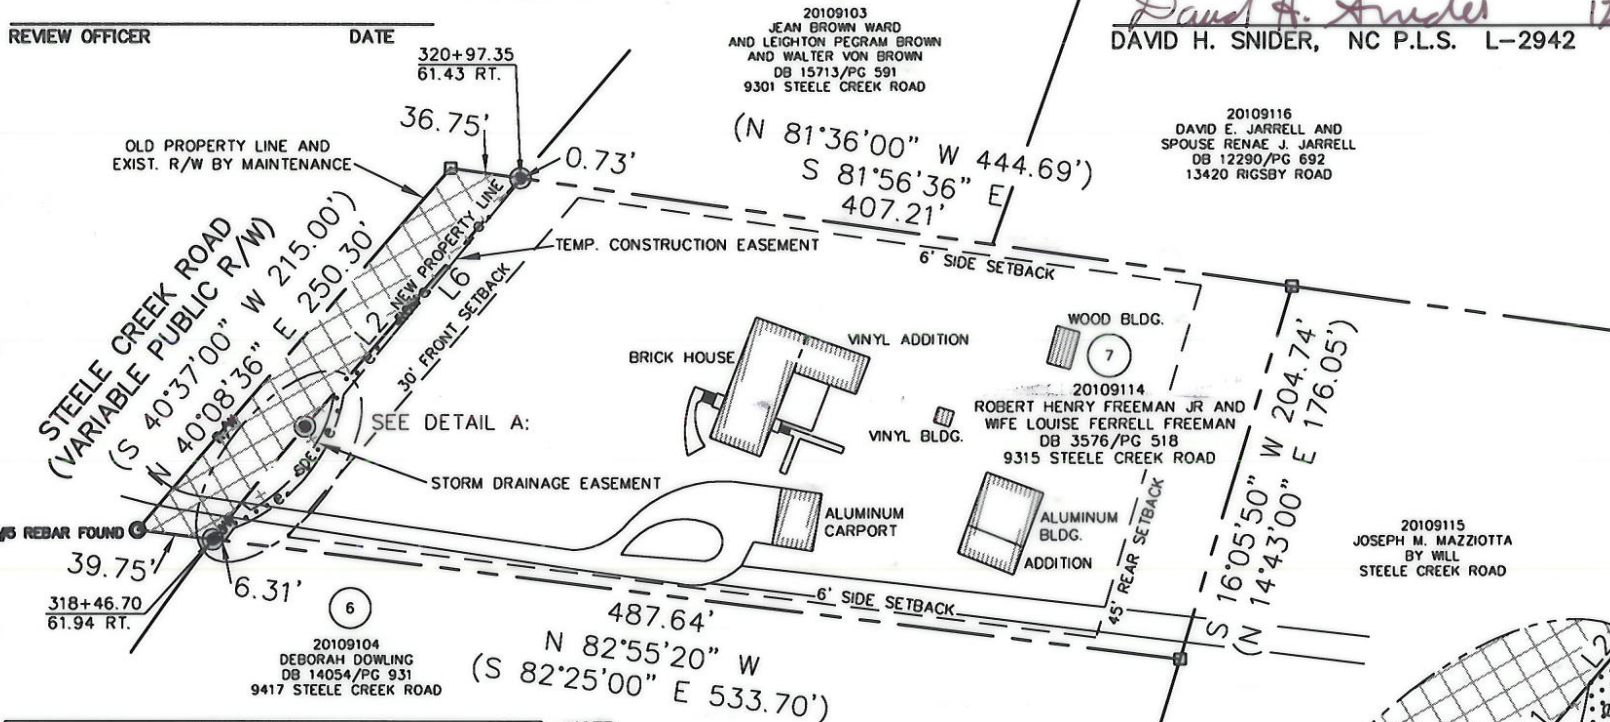 REVIEW OFFICER DATE
320+97.35
61.43 RT.
20109103
JEAN BROWN WARD
AND LEIGHTON PEGRAM BROWN
AND WALTER VON BROWN
DB 15713/PG 591
9301 STEELE CREEK ROAD
David H. Snider
DAVID H. SNIDER, NC P.L.S. L-2942
36.75'
OLD PROPERTY LINE AND
EXIST. R/W BY MAINTENANCE
0.73'
(N 81°36'00" W 444.69')
S 81°56'36" E
407.21'
20109116
DAVID E. JARRELL AND
SPOUSE RENAE J. JARRELL
DB 12290/PG 692
13420 RIGSBY ROAD
STEELE CREEK ROAD
(VARIABLE PUBLIC R/W)
(S 40°37'00" W 215.00')
N 40°08'36" E 250.30'
NEW PROPERTY LINE
L2
L6
TEMP. CONSTRUCTION EASEMENT
30' FRONT SETBACK
6' SIDE SETBACK
WOOD BLDG.
VINYL ADDITION
BRICK HOUSE
7
20109114
ROBERT HENRY FREEMAN JR AND
WIFE LOUISE FERRELL FREEMAN
DB 3576/PG 518
9315 STEELE CREEK ROAD
VINYL BLDG.
SEE DETAIL A:
SDE
STORM DRAINAGE EASEMENT
ALUMINUM
CARPORT
ALUMINUM
BLDG.
ADDITION
45' REAR SETBACK
S 16°05'50" W 204.74'
(N 14°43'00" E 176.05')
20109115
JOSEPH M. MAZZIOTTA
BY WILL
STEELE CREEK ROAD
REBAR FOUND
39.75'
6.31'
318+46.70
61.94 RT.
6
20109104
DEBORAH DOWLING
DB 14054/PG 931
9417 STEELE CREEK ROAD
6' SIDE SETBACK
487.64'
N 82°55'20" W
(S 82°25'00" E 533.70')
L2